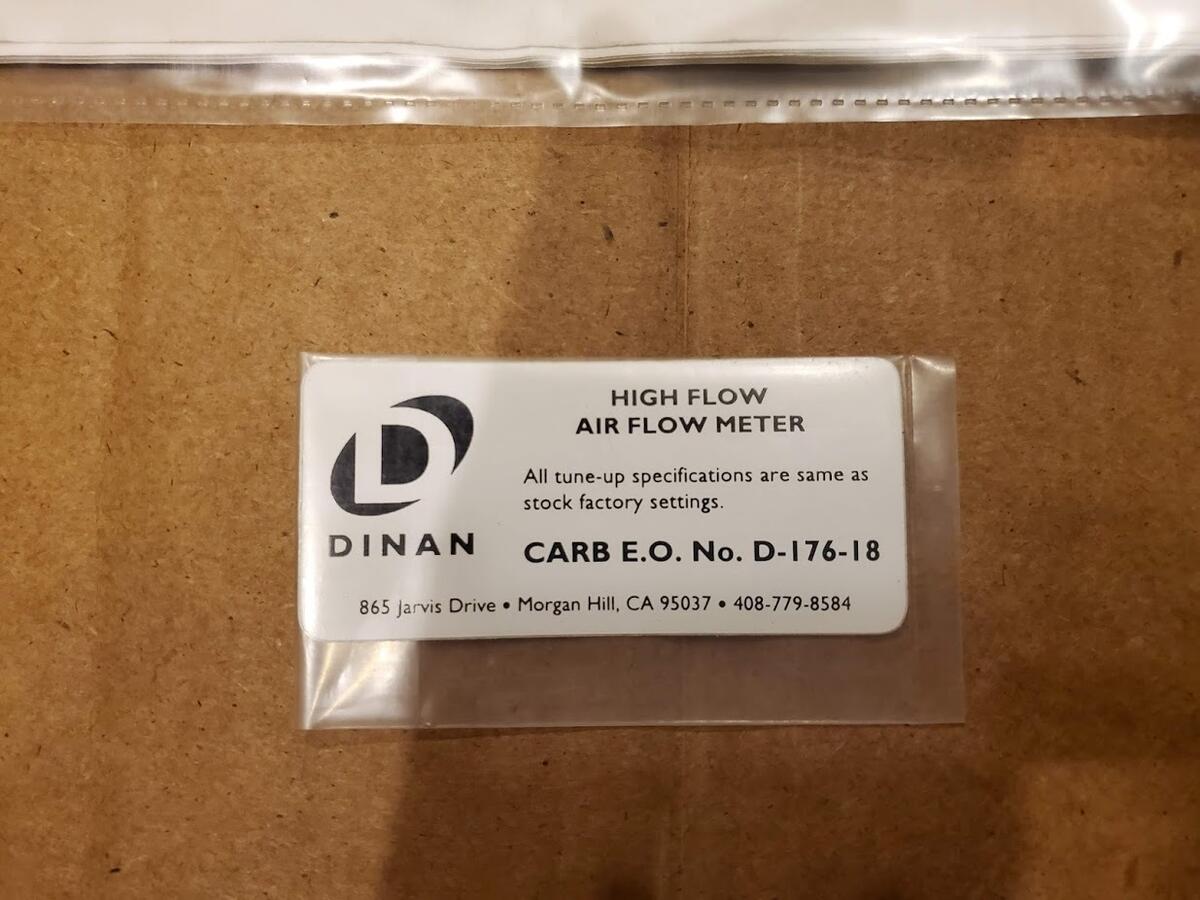 HIGH FLOW
AIR FLOW METER
All tune-up specifications are same as
stock factory settings.
D
DINAN
CARB E.O. No. D-176-18
865 Jarvis Drive • Morgan Hill, CA 95037 • 408-779-8584